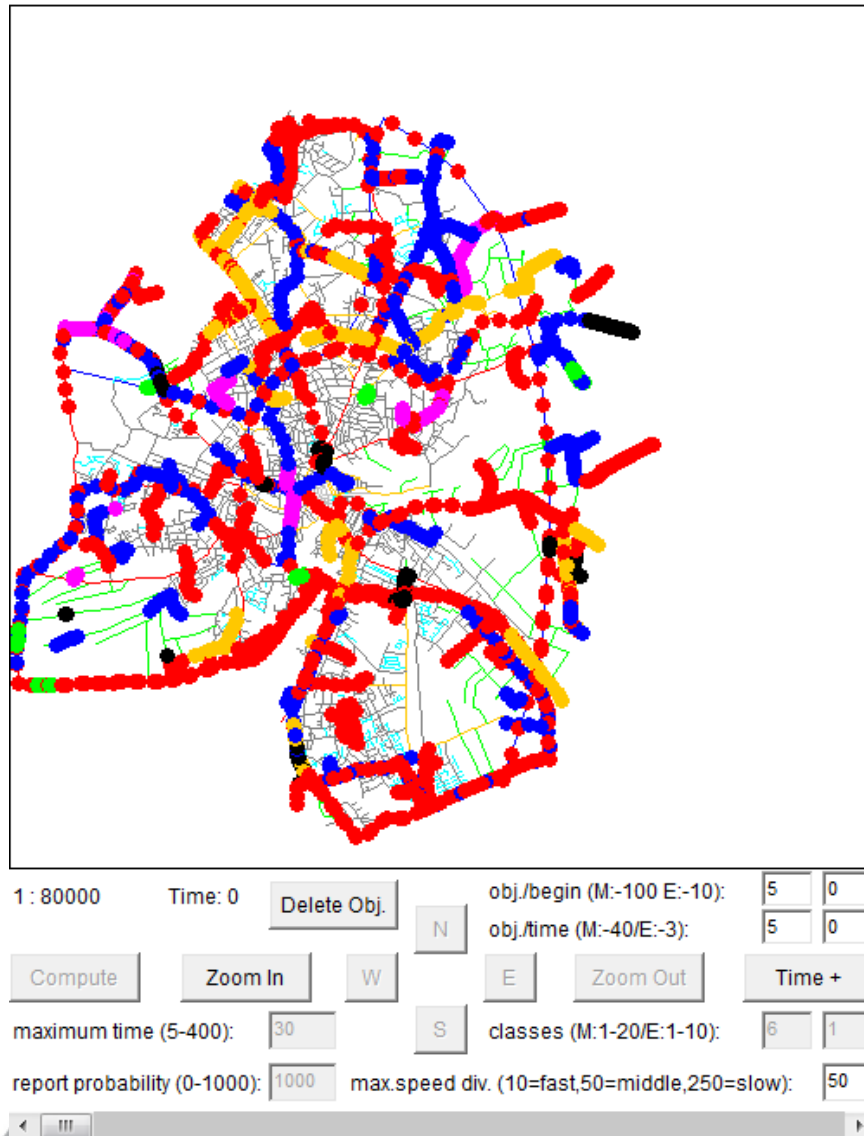 1 : 80000 Time: 0 Delete Obj. obj./begin (M:-100 E:-10): 5 0
N obj./time (M:-40/E:-3): 5 0
Compute Zoom In W E Zoom Out Time +
maximum time (5-400): 30 S classes (M:1-20/E:1-10): 6 1
report probability (0-1000): 1000 max.speed div. (10=fast,50=middle,250=slow): 50